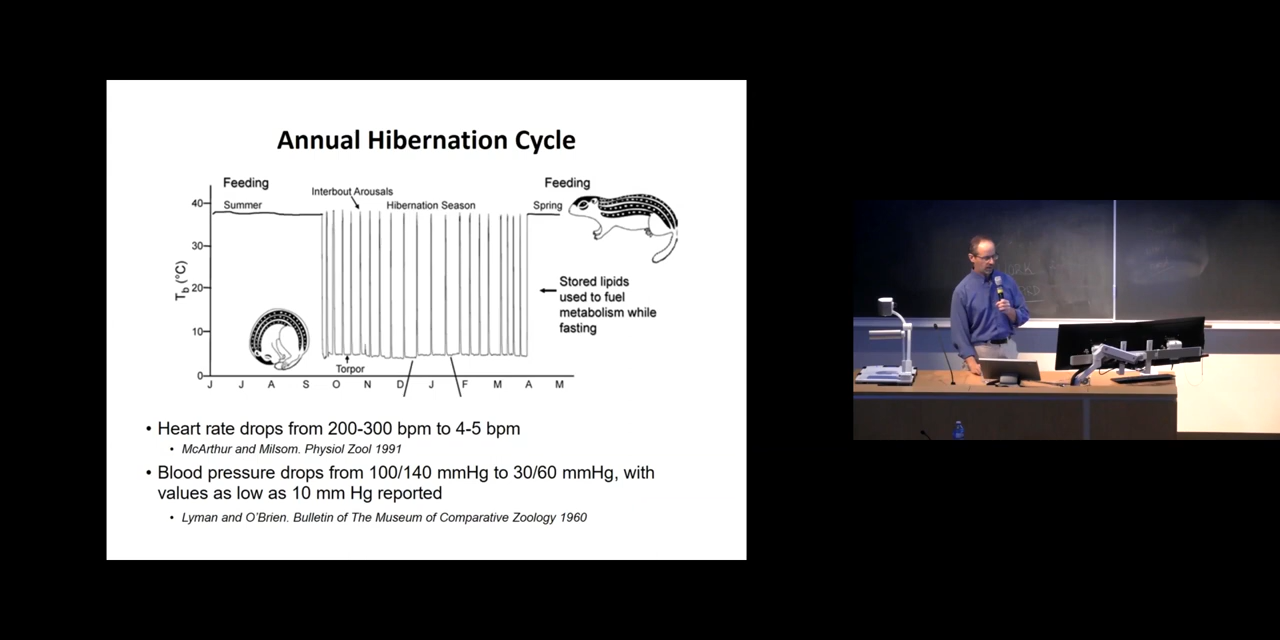 Annual Hibernation Cycle
Feeding
Feeding
Interbout Arousals
Summer
Hibernation Season
Spring
40
30
20
10
0
Tb (°C)
Stored lipids
used to fuel
metabolism while
fasting
Torpor
J J A S O N D J F M A M
• Heart rate drops from 200-300 bpm to 4-5 bpm
• McArthur and Milsom. Physiol Zool 1991
• Blood pressure drops from 100/140 mmHg to 30/60 mmHg, with
values as low as 10 mm Hg reported
• Lyman and O'Brien. Bulletin of The Museum of Comparative Zoology 1960